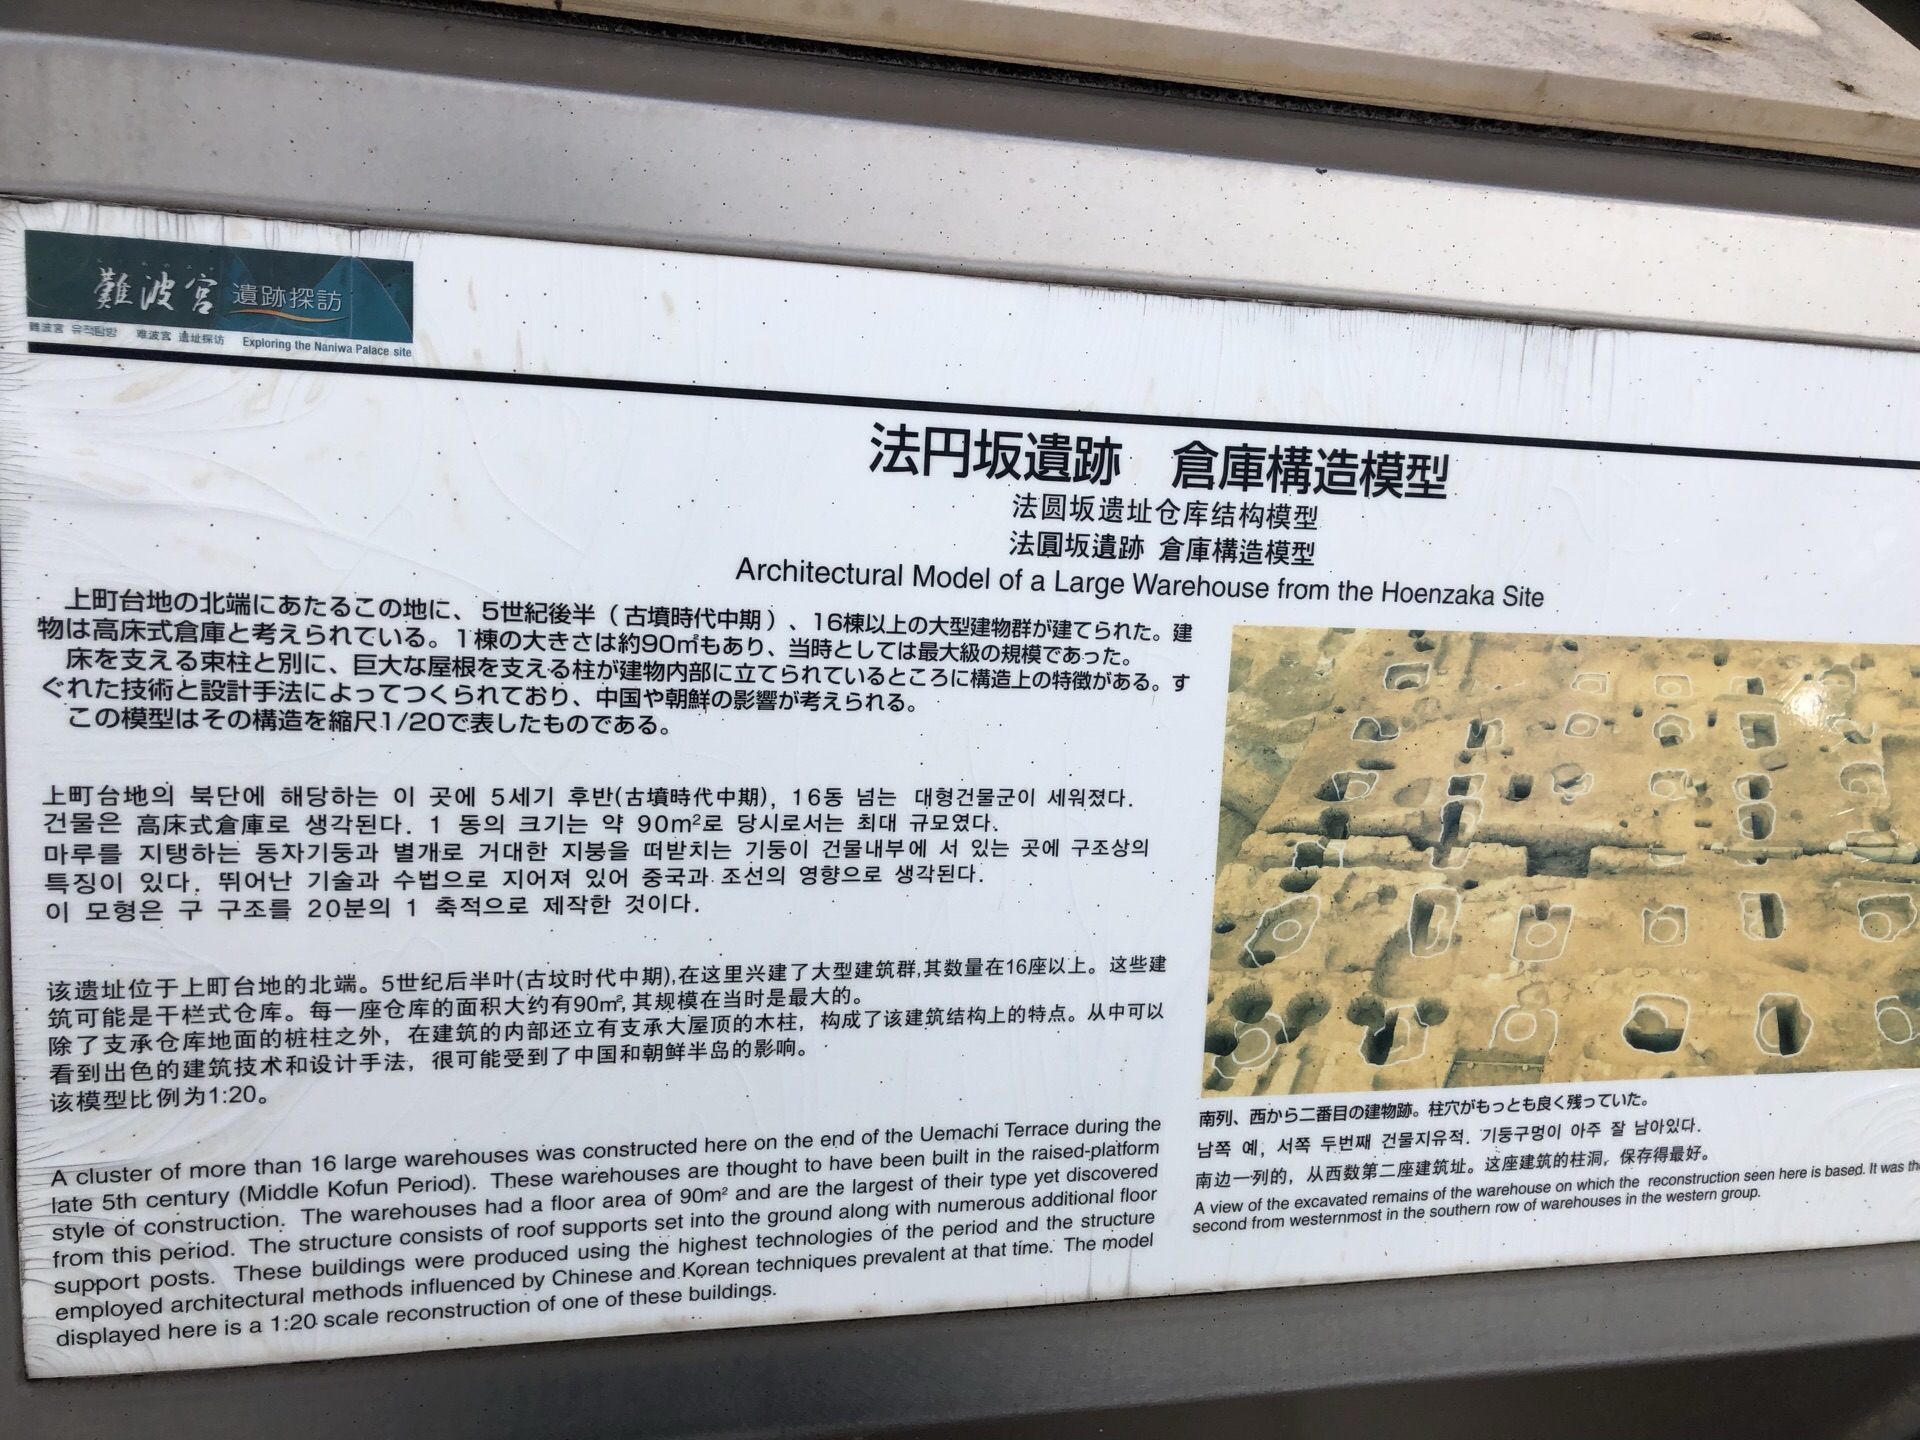 難波宮 遺跡探訪
難波宮 유적탐방 难波宫 遗址探访 Exploring the Naniwa Palace site
法円坂遺跡 倉庫構造模型
法圆坂遗址仓库结构模型
法圓坂遺跡 倉庫構造模型
Architectural Model of a Large Warehouse from the Hoenzaka Site
上町台地の北端にあたるこの地に、5世紀後半（古墳時代中期）、16棟以上の大型建物群が建てられた。建
物は高床式倉庫と考えられている。1棟の大きさは約90㎡もあり、当時としては最大級の規模であった。
床を支える束柱と別に、巨大な屋根を支える柱が建物内部に立てられているところに構造上の特徴がある。す
ぐれた技術と設計手法によってつくられており、中国や朝鮮の影響が考えられる。
この模型はその構造を縮尺1/20で表したものである。
上町台地의 북단에 해당하는 이 곳에 5세기 후반(古墳時代中期), 16동 넘는 대형건물군이 세워졌다.
건물은 高床式倉庫로 생각된다. 1 동의 크기는 약 90m²로 당시로서는 최대 규모였다.
마루를 지탱하는 동자기둥과 별개로 거대한 지붕을 떠받치는 기둥이 건물내부에 서 있는 곳에 구조상의
특징이 있다. 뛰어난 기술과 수법으로 지어져 있어 중국과 조선의 영향으로 생각된다.
이 모형은 구 구조를 20분의 1 축적으로 제작한 것이다.
该遗址位于上町台地的北端。5世纪后半叶(古坟时代中期),在这里兴建了大型建筑群,其数量在16座以上。这些建
筑可能是干栏式仓库。每一座仓库的面积大约有90㎡,其规模在当时是最大的。
除了支承仓库地面的桩柱之外，在建筑的内部还立有支承大屋顶的木柱，构成了该建筑结构上的特点。从中可以
看到出色的建筑技术和设计手法，很可能受到了中国和朝鲜半岛的影响。
该模型比例为1:20。
A cluster of more than 16 large warehouses was constructed here on the end of the Uemachi Terrace during the
late 5th century (Middle Kofun Period). These warehouses are thought to have been built in the raised-platform
style of construction. The warehouses had a floor area of 90m² and are the largest of their type yet discovered
from this period. The structure consists of roof supports set into the ground along with numerous additional floor
support posts. These buildings were produced using the highest technologies of the period and the structure
employed architectural methods influenced by Chinese and Korean techniques prevalent at that time. The model
displayed here is a 1:20 scale reconstruction of one of these buildings.
南列、西から二番目の建物跡。柱穴がもっとも良く残っていた。
남쪽 예, 서쪽 두번째 건물지유적. 기둥구멍이 아주 잘 남아있다.
南边一列的，从西数第二座建筑址。这座建筑的柱洞，保存得最好。
A view of the excavated remains of the warehouse on which the reconstruction seen here is based. It was the
second from westernmost in the southern row of warehouses in the western group.